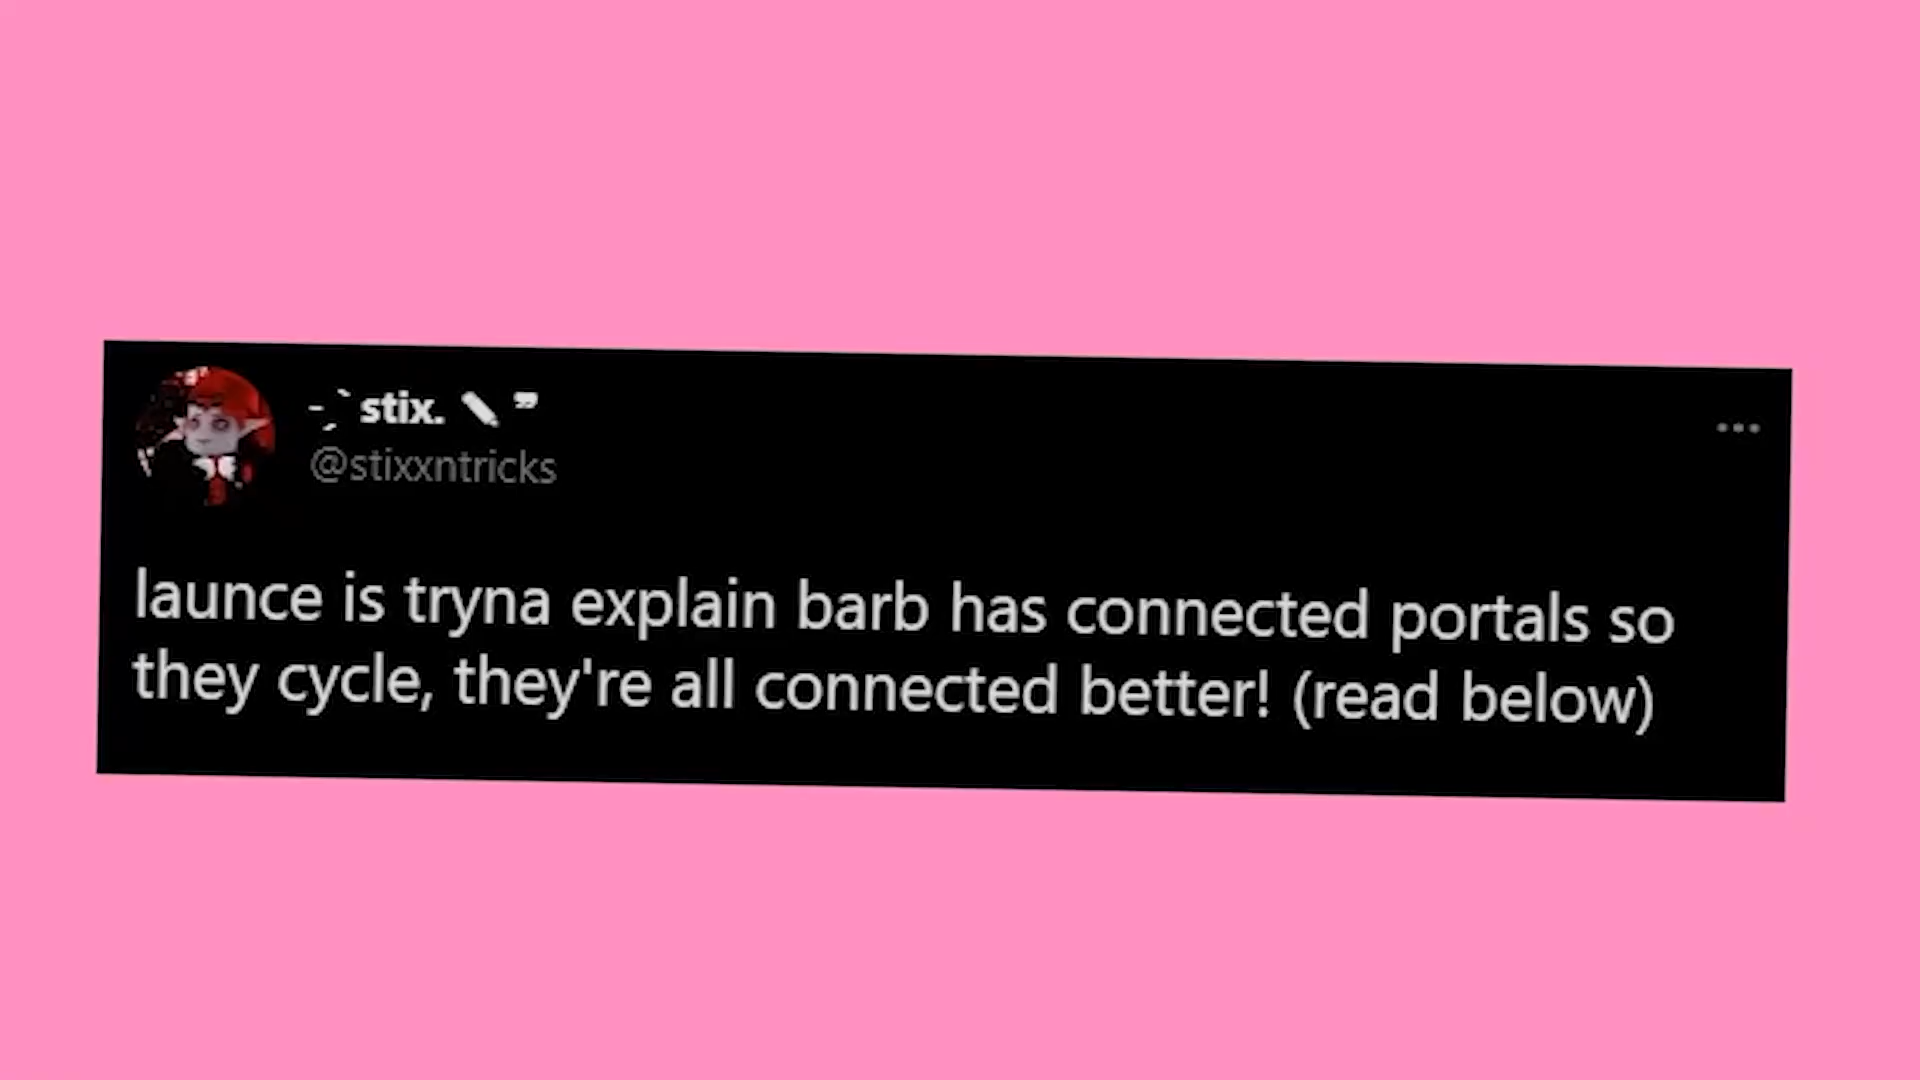 -ˏ` stix. ✏ ❞
@stixxntricks
launce is tryna explain barb has connected portals so
they cycle, they're all connected better! (read below)